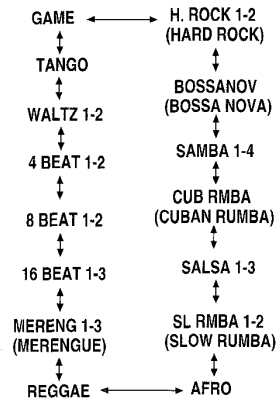 GAME
TANGO
WALTZ 1-2
4 BEAT 1-2
8 BEAT 1-2
16 BEAT 1-3
MERENG 1-3
(MERENGUE)
REGGAE
H. ROCK 1-2
(HARD ROCK)
BOSSANOV
(BOSSA NOVA)
SAMBA 1-4
CUB RMBA
(CUBAN RUMBA)
SALSA 1-3
SL RMBA 1-2
(SLOW RUMBA)
AFRO